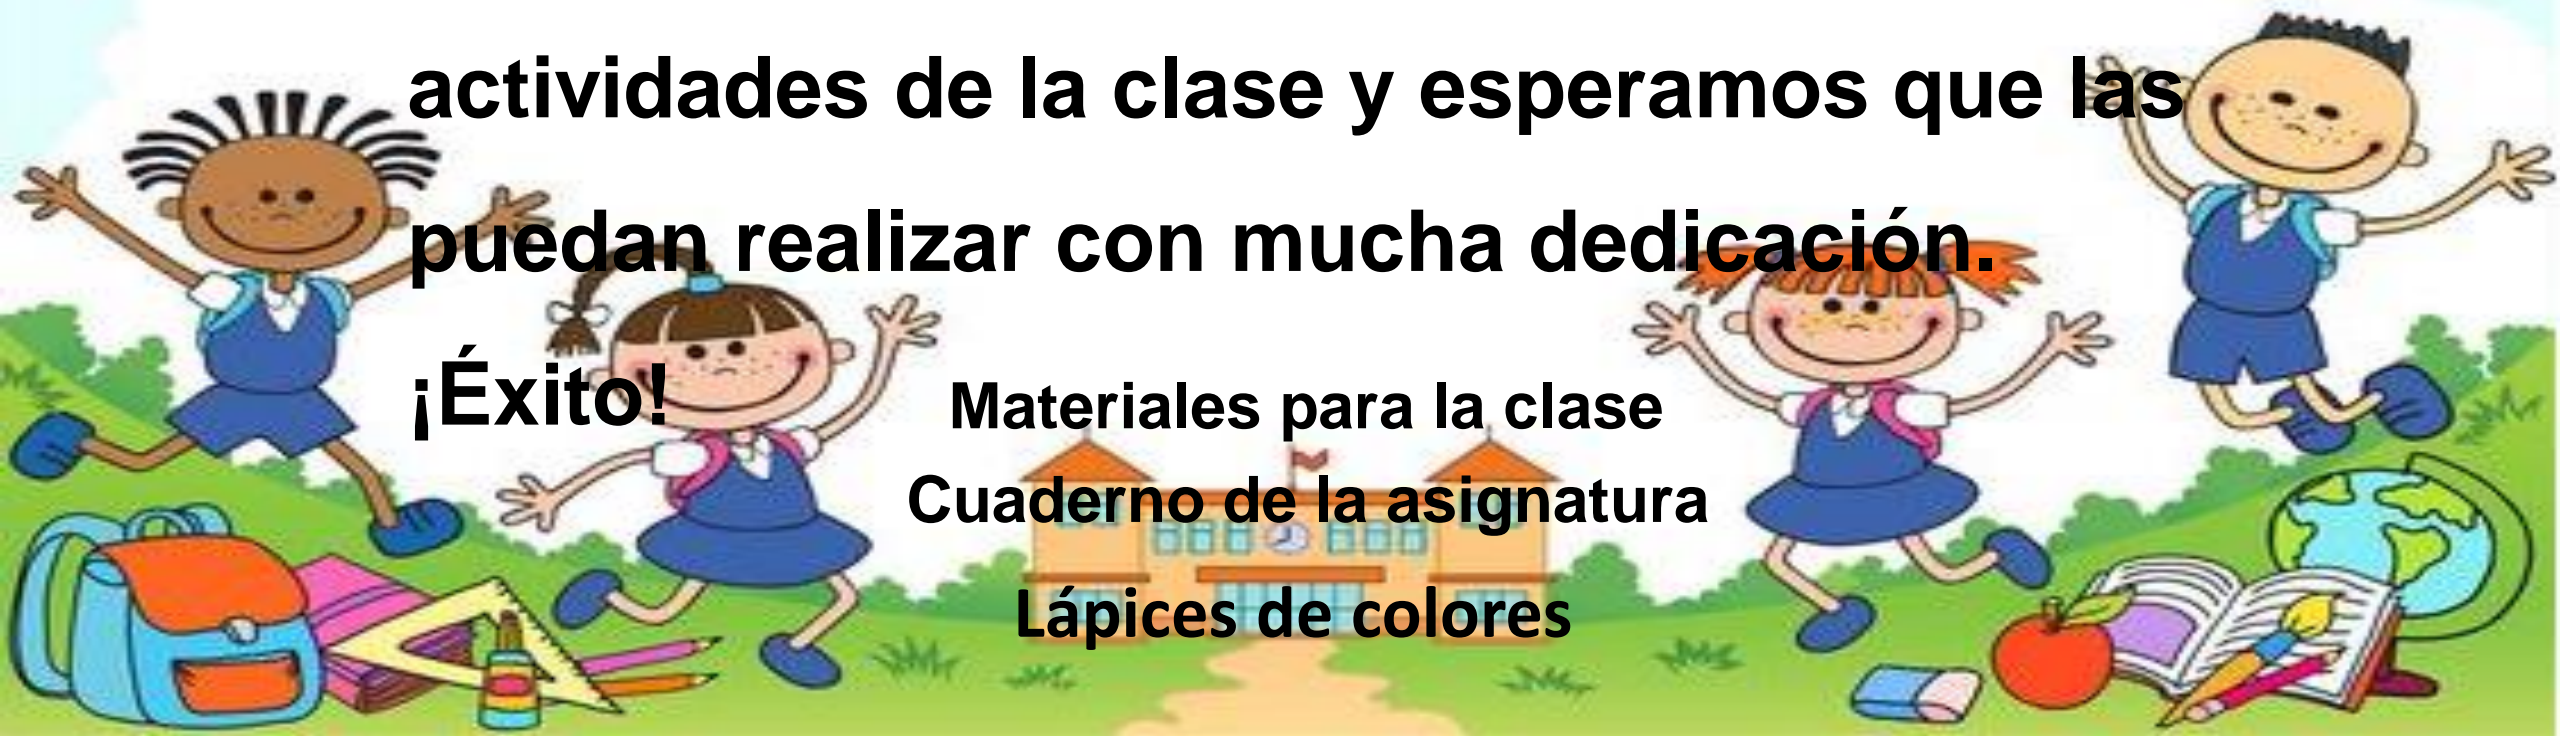 actividades de la clase y esperamos que las
puedan realizar con mucha dedicación.
¡Éxito!
Materiales para la clase
Cuaderno de la asignatura
Lápices de colores